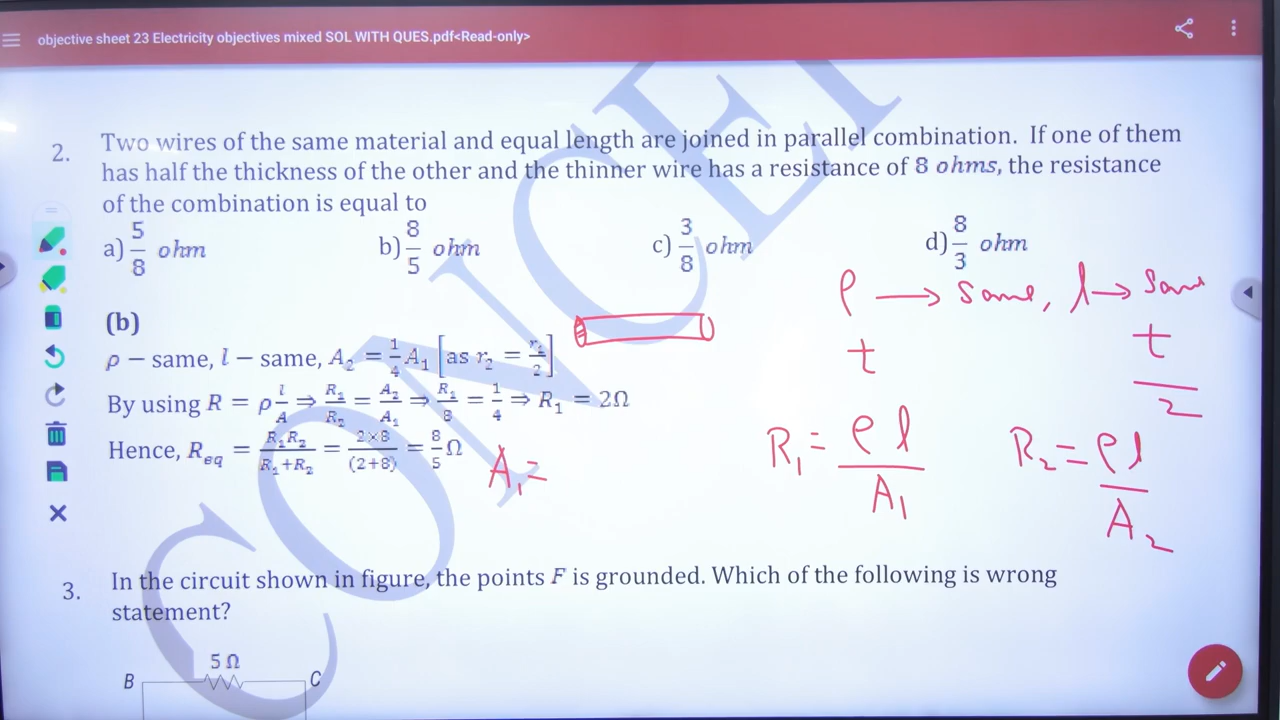 objective sheet 23 Electricity objectives mixed SOL WITH QUES.pdf<Read-only>
2. Two wires of the same material and equal length are joined in parallel combination. If one of them
has half the thickness of the other and the thinner wire has a resistance of 8 ohms, the resistance
of the combination is equal to
a) 5/8 ohm b) 8/5 ohm c) 3/8 ohm d) 8/3 ohm
ρ → same, l → same
(b)
t t/2
ρ − same, l − same, A₂ = 1/4 A₁ [as r₂ = r₁/2]
By using R = ρ l/A ⇒ R₁/R₂ = A₂/A₁ ⇒ R₁/8 = 1/4 ⇒ R₁ = 2Ω
R₁ = ρl/A₁ R₂ = ρl/A₂
Hence, R_eq = R₁R₂/(R₁+R₂) = 2×8/(2+8) = 8/5 Ω
A₁=
3. In the circuit shown in figure, the points F is grounded. Which of the following is wrong
statement?
5 Ω
B C
CONCEP